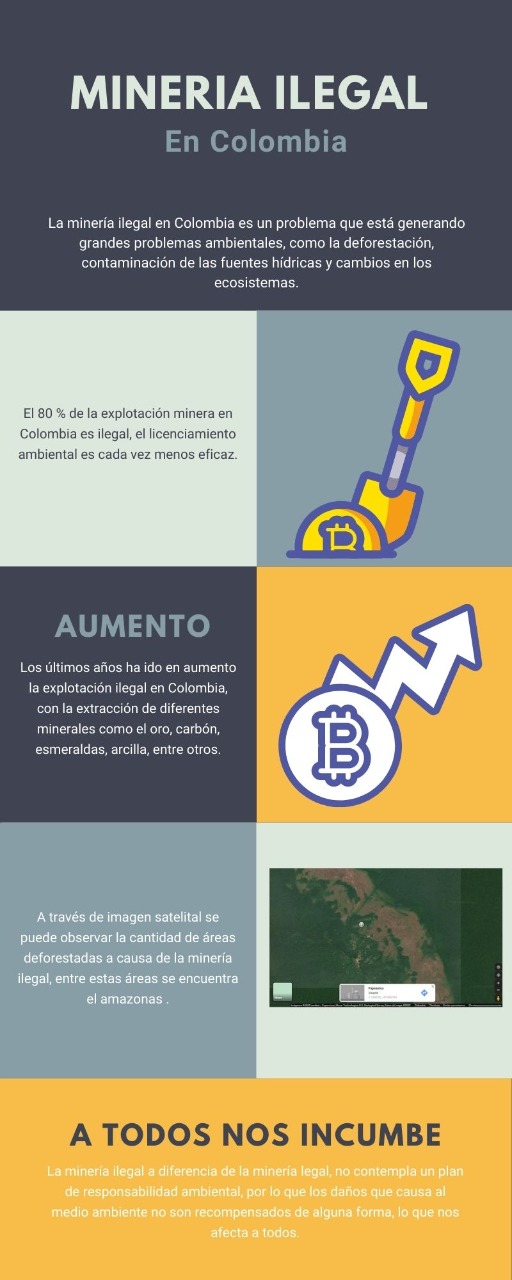 MINERIA ILEGAL
En Colombia
La minería ilegal en Colombia es un problema que está generando
grandes problemas ambientales, como la deforestación,
contaminación de las fuentes hídricas y cambios en los
ecosistemas.
El 80 % de la explotación minera en
Colombia es ilegal, el licenciamiento
ambiental es cada vez menos eficaz.
AUMENTO
Los últimos años ha ido en aumento
la explotación ilegal en Colombia,
con la extracción de diferentes
minerales como el oro, carbón,
esmeraldas, arcilla, entre otros.
A través de imagen satelital se
puede observar la cantidad de áreas
deforestadas a causa de la minería
ilegal, entre estas áreas se encuentra
el amazonas .
A TODOS NOS INCUMBE
La minería ilegal a diferencia de la minería legal, no contempla un plan
de responsabilidad ambiental, por lo que los daños que causa al
medio ambiente no son recompensados de alguna forma, lo que nos
afecta a todos.